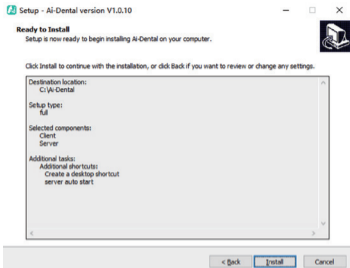 Setup - Ai-Dental version V1.0.10
Ready to Install
Setup is now ready to begin installing Ai-Dental on your computer.
Click Install to continue with the installation, or click Back if you want to review or change any settings.
Destination location:
C:\Ai-Dental
Setup type:
full
Selected components:
Client
Server
Additional tasks:
Additional shortcuts:
Create a desktop shortcut
server auto start
< Back
Install
Cancel